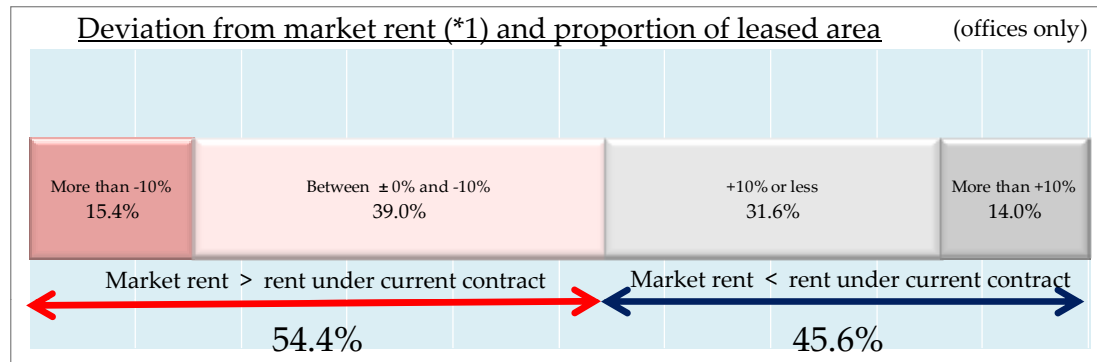 Deviation from market rent (*1) and proportion of leased area (offices only)
More than -10%
15.4%
Between ±0% and -10%
39.0%
+10% or less
31.6%
More than +10%
14.0%
Market rent > rent under current contract
Market rent < rent under current contract
54.4%
45.6%